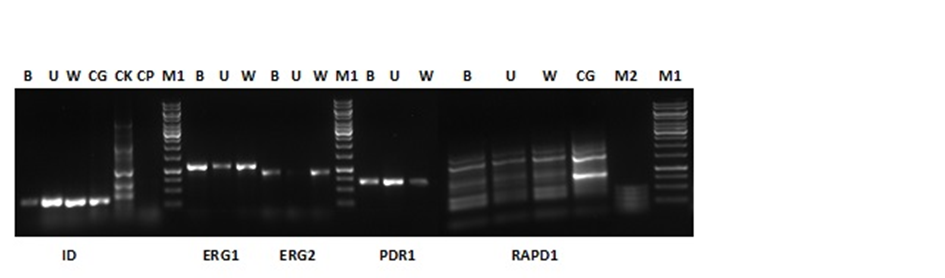 B U W CG CK CP M1 B U W B U W M1 B U W B U W CG M2 M1
ID ERG1 ERG2 PDR1 RAPD1